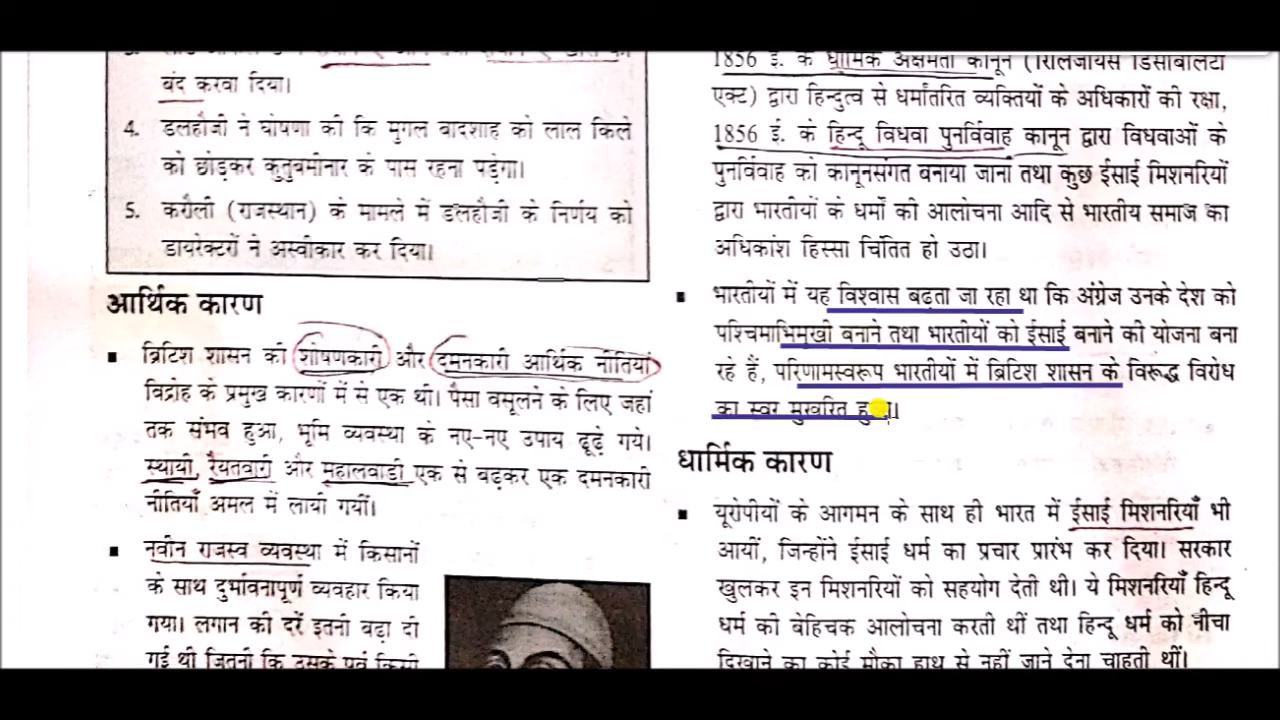 बंद करवा दिया।
4. डलहौजी ने घोषणा की कि मुगल बादशाह को लाल किले
को छोड़कर कुतुबमीनार के पास रहना पड़ेगा।
5. करौली (राजस्थान) के मामले में डलहौजी के निर्णय को
डायरेक्टरों ने अस्वीकार कर दिया।
आर्थिक कारण
▪ ब्रिटिश शासन की शोषणकारी और दमनकारी आर्थिक नीतियां
विद्रोह के प्रमुख कारणों में से एक थी। पैसा वसूलने के लिए जहां
तक संभव हुआ, भूमि व्यवस्था के नए-नए उपाय ढूढ़े गये।
स्थायी, रैयतवारी और महालवाडी एक से बढ़कर एक दमनकारी
नीतियाँ अमल में लायी गयीं।
▪ नवीन राजस्व व्यवस्था में किसानों
के साथ दुर्भावनापूर्ण व्यवहार किया
गया। लगान की दरें इतनी बढ़ा दी
गई थी जितनी कि उसके पूर्व किसी
1856 ई. के धार्मिक अक्षमता कानून (रिलिजीयस डिसेबिलिटी
एक्ट) द्वारा हिन्दुत्व से धर्मांतरित व्यक्तियों के अधिकारों की रक्षा,
1856 ई. के हिन्दू विधवा पुनर्विवाह कानून द्वारा विधवाओं के
पुनर्विवाह को कानूनसंगत बनाया जाना तथा कुछ ईसाई मिशनरियों
द्वारा भारतीयों के धर्मों की आलोचना आदि से भारतीय समाज का
अधिकांश हिस्सा चिंतित हो उठा।
▪ भारतीयों में यह विश्वास बढ़ता जा रहा था कि अंग्रेज उनके देश को
पश्चिमाभिमुखी बनाने तथा भारतीयों को ईसाई बनाने की योजना बना
रहे हैं, परिणामस्वरूप भारतीयों में ब्रिटिश शासन के विरूद्ध विरोध
का स्वर मुखरित
धार्मिक कारण
▪ यूरोपीयों के आगमन के साथ ही भारत में ईसाई मिशनरियाँ भी
आयीं, जिन्होंने ईसाई धर्म का प्रचार प्रारंभ कर दिया। सरकार
खुलकर इन मिशनरियों को सहयोग देती थी। ये मिशनरियाँ हिन्दू
धर्म की बेहिचक आलोचना करती थीं तथा हिन्दू धर्म को नीचा
दिखाने का कोई मौका हाथ से नहीं जाने देना चाहती थीं।